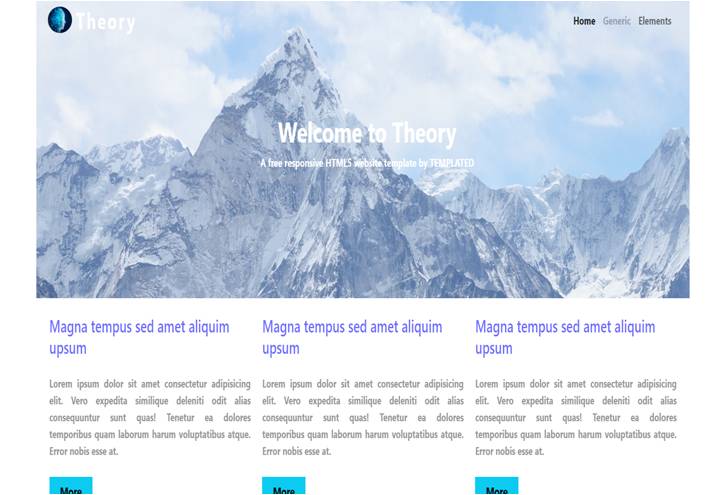 Theory
Home Generic Elements
Welcome to Theory
A free responsive HTML5 website template by TEMPLATED
Magna tempus sed amet aliquim
upsum
Lorem ipsum dolor sit amet consectetur adipisicing
elit. Vero expedita similique deleniti odit alias
consequuntur sunt quas! Tenetur ea dolores
temporibus quam laborum harum voluptatibus atque.
Error nobis esse at.
More
Magna tempus sed amet aliquim
upsum
Lorem ipsum dolor sit amet consectetur adipisicing
elit. Vero expedita similique deleniti odit alias
consequuntur sunt quas! Tenetur ea dolores
temporibus quam laborum harum voluptatibus atque.
Error nobis esse at.
More
Magna tempus sed amet aliquim
upsum
Lorem ipsum dolor sit amet consectetur adipisicing
elit. Vero expedita similique deleniti odit alias
consequuntur sunt quas! Tenetur ea dolores
temporibus quam laborum harum voluptatibus atque.
Error nobis esse at.
More